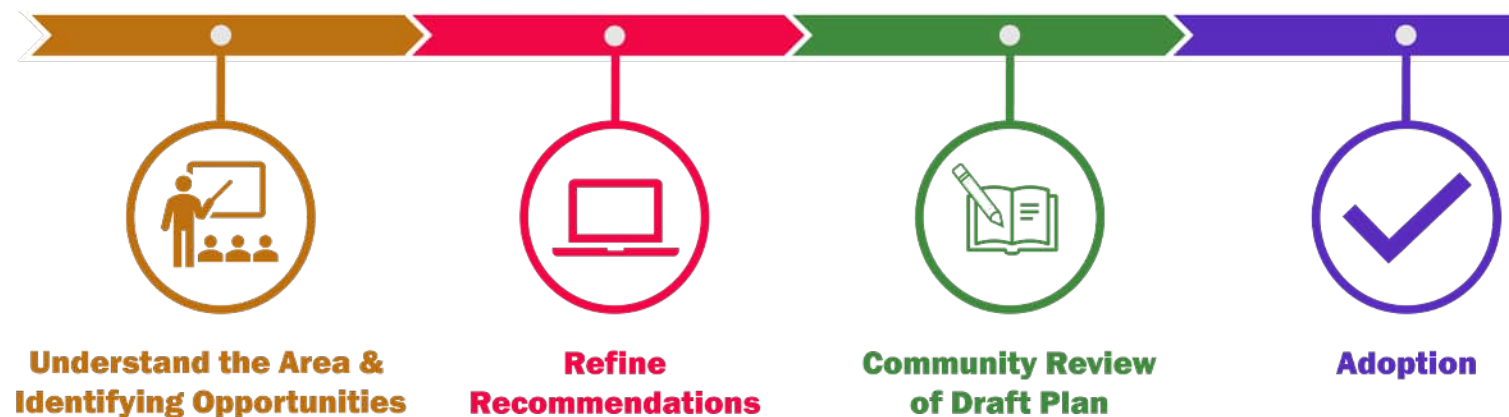 Understand the Area &
Identifying Opportunities
Refine
Recommendations
Community Review
of Draft Plan
Adoption